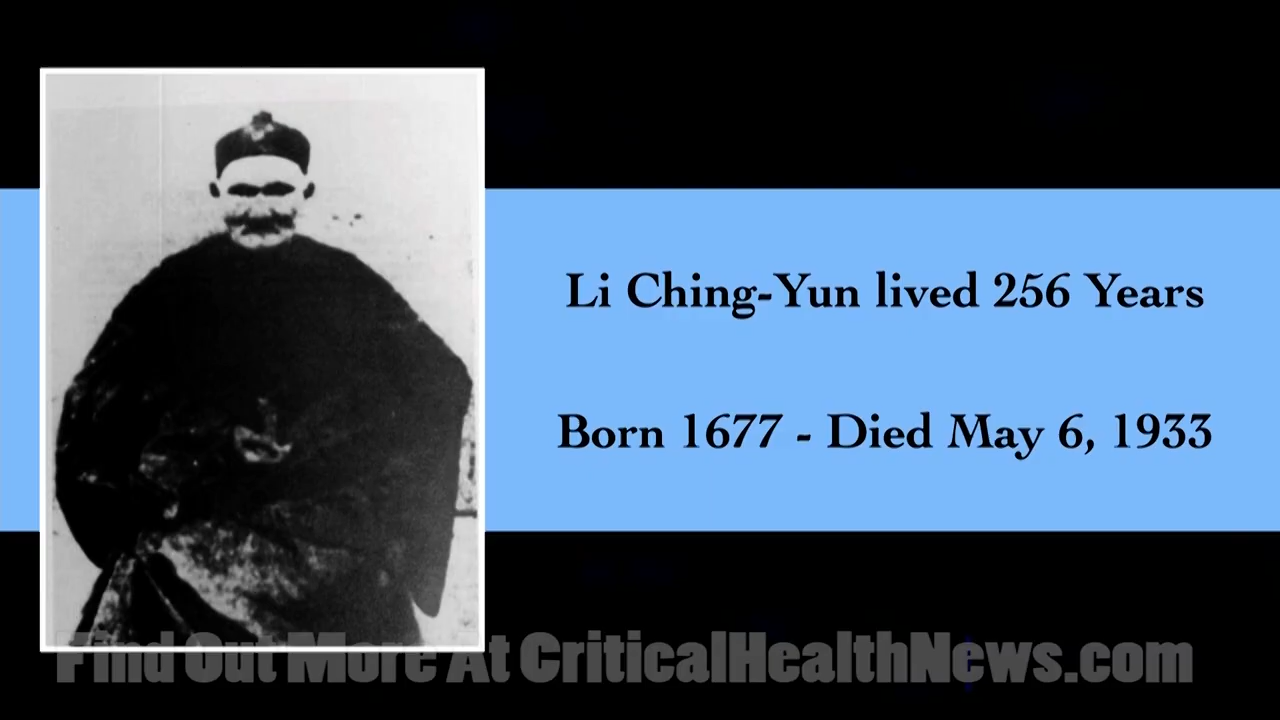 Li Ching-Yun lived 256 Years
Born 1677 - Died May 6, 1933
Find Out More At CriticalHealthNews.com